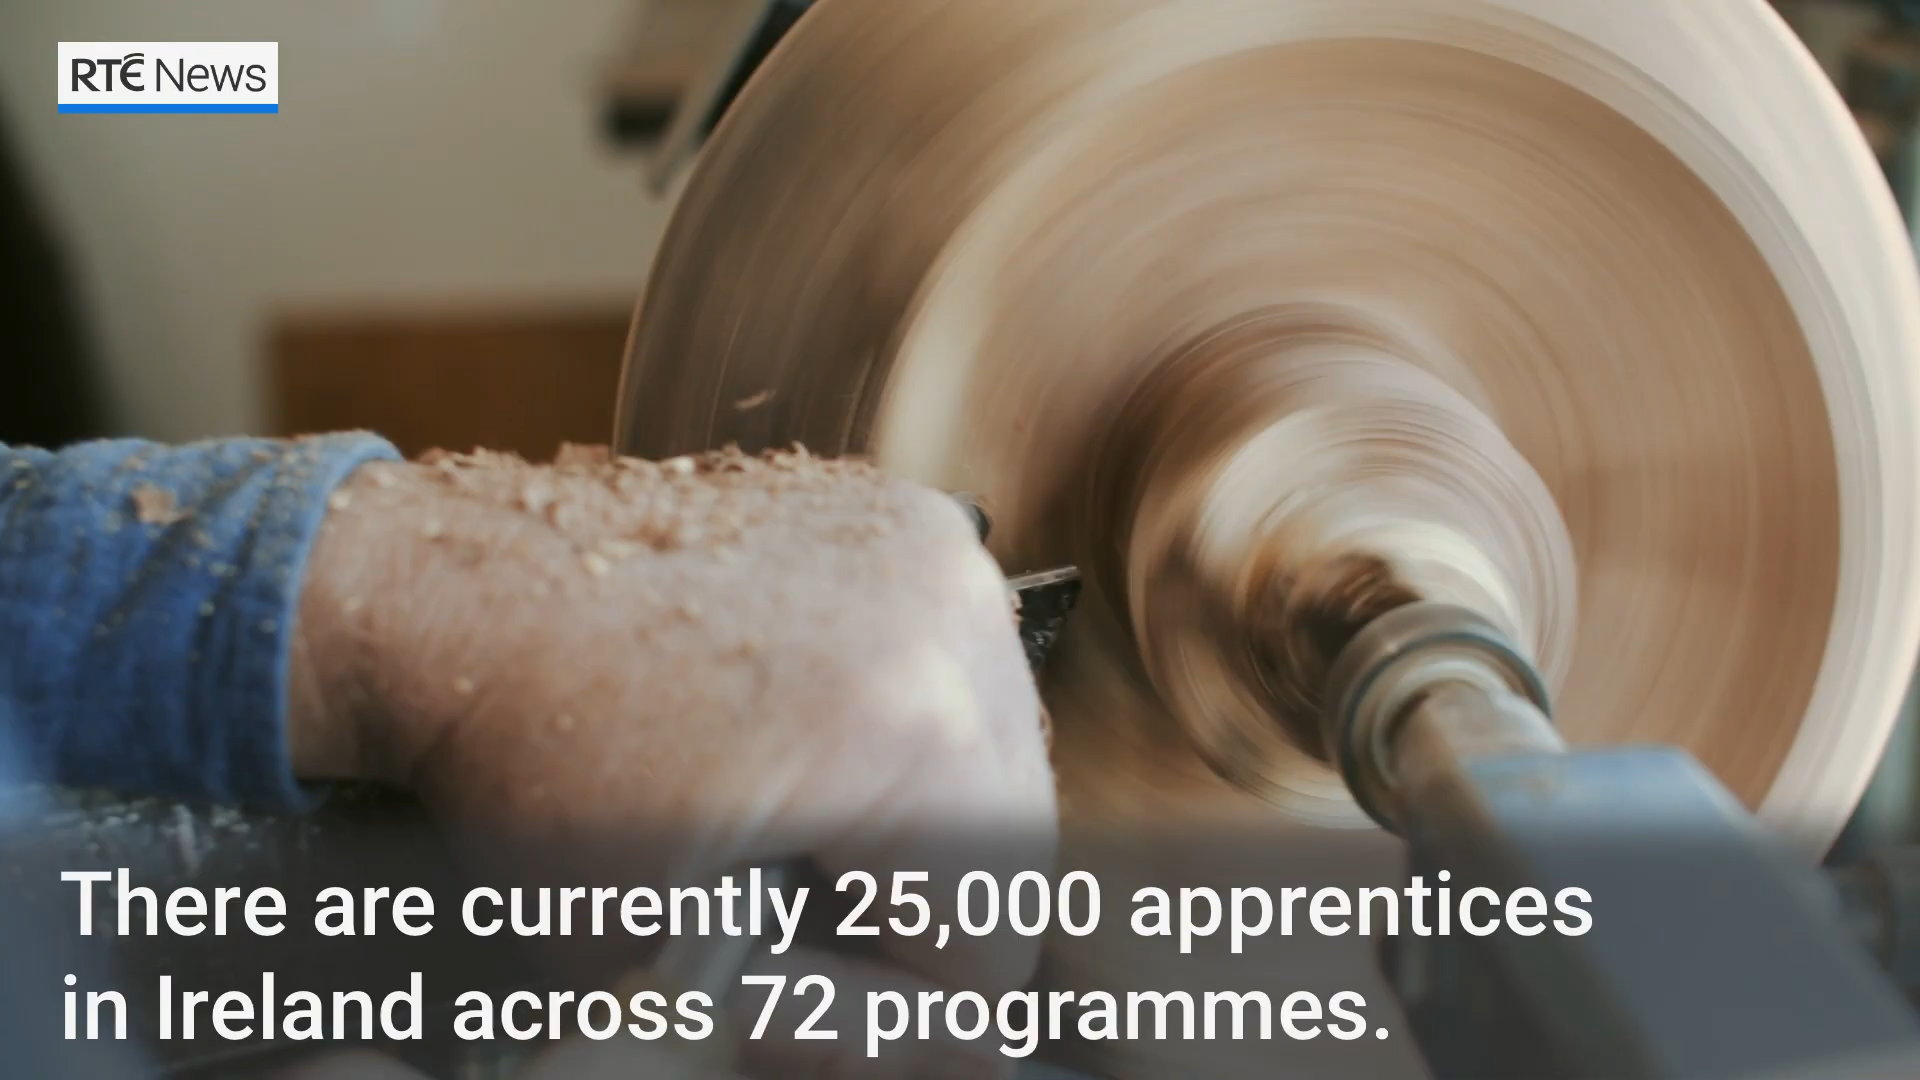 RTÉ News
There are currently 25,000 apprentices
in Ireland across 72 programmes.